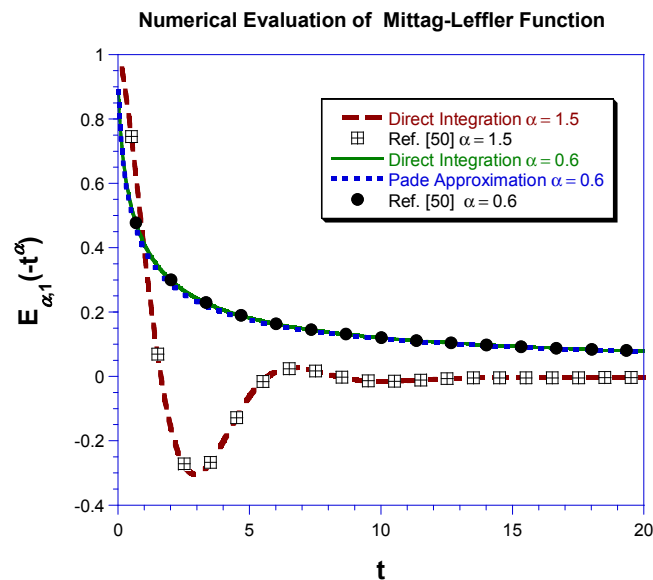 Numerical Evaluation of Mittag-Leffler Function
Direct Integration α = 1.5
Ref. [50] α = 1.5
Direct Integration α = 0.6
Pade Approximation α = 0.6
Ref. [50] α = 0.6
1
0.8
0.6
0.4
0.2
0
-0.2
-0.4
E_{α,1}(-t^α)
0 5 10 15 20
t